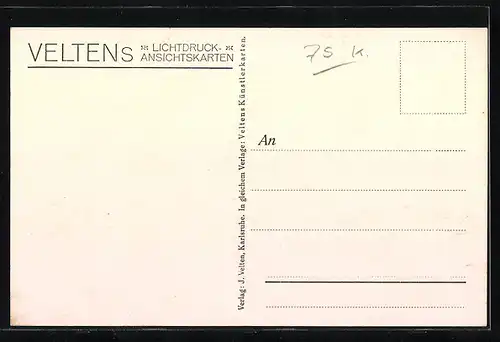 VELTENS * LICHTDRUCK- *
ANSICHTSKARTEN
Verlag: J. Velten, Karlsruhe. In gleichem Verlage: Veltens Künstlerkarten.
75 K.
An